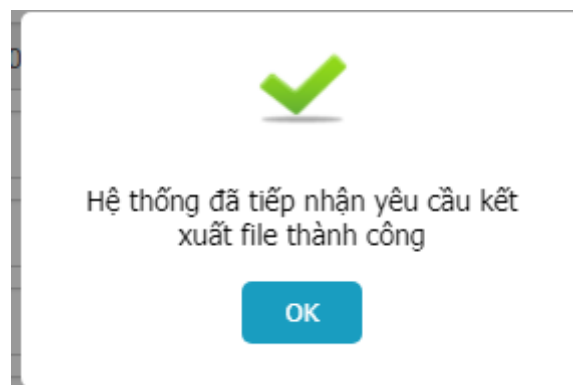 Hệ thống đã tiếp nhận yêu cầu kết
xuất file thành công
OK